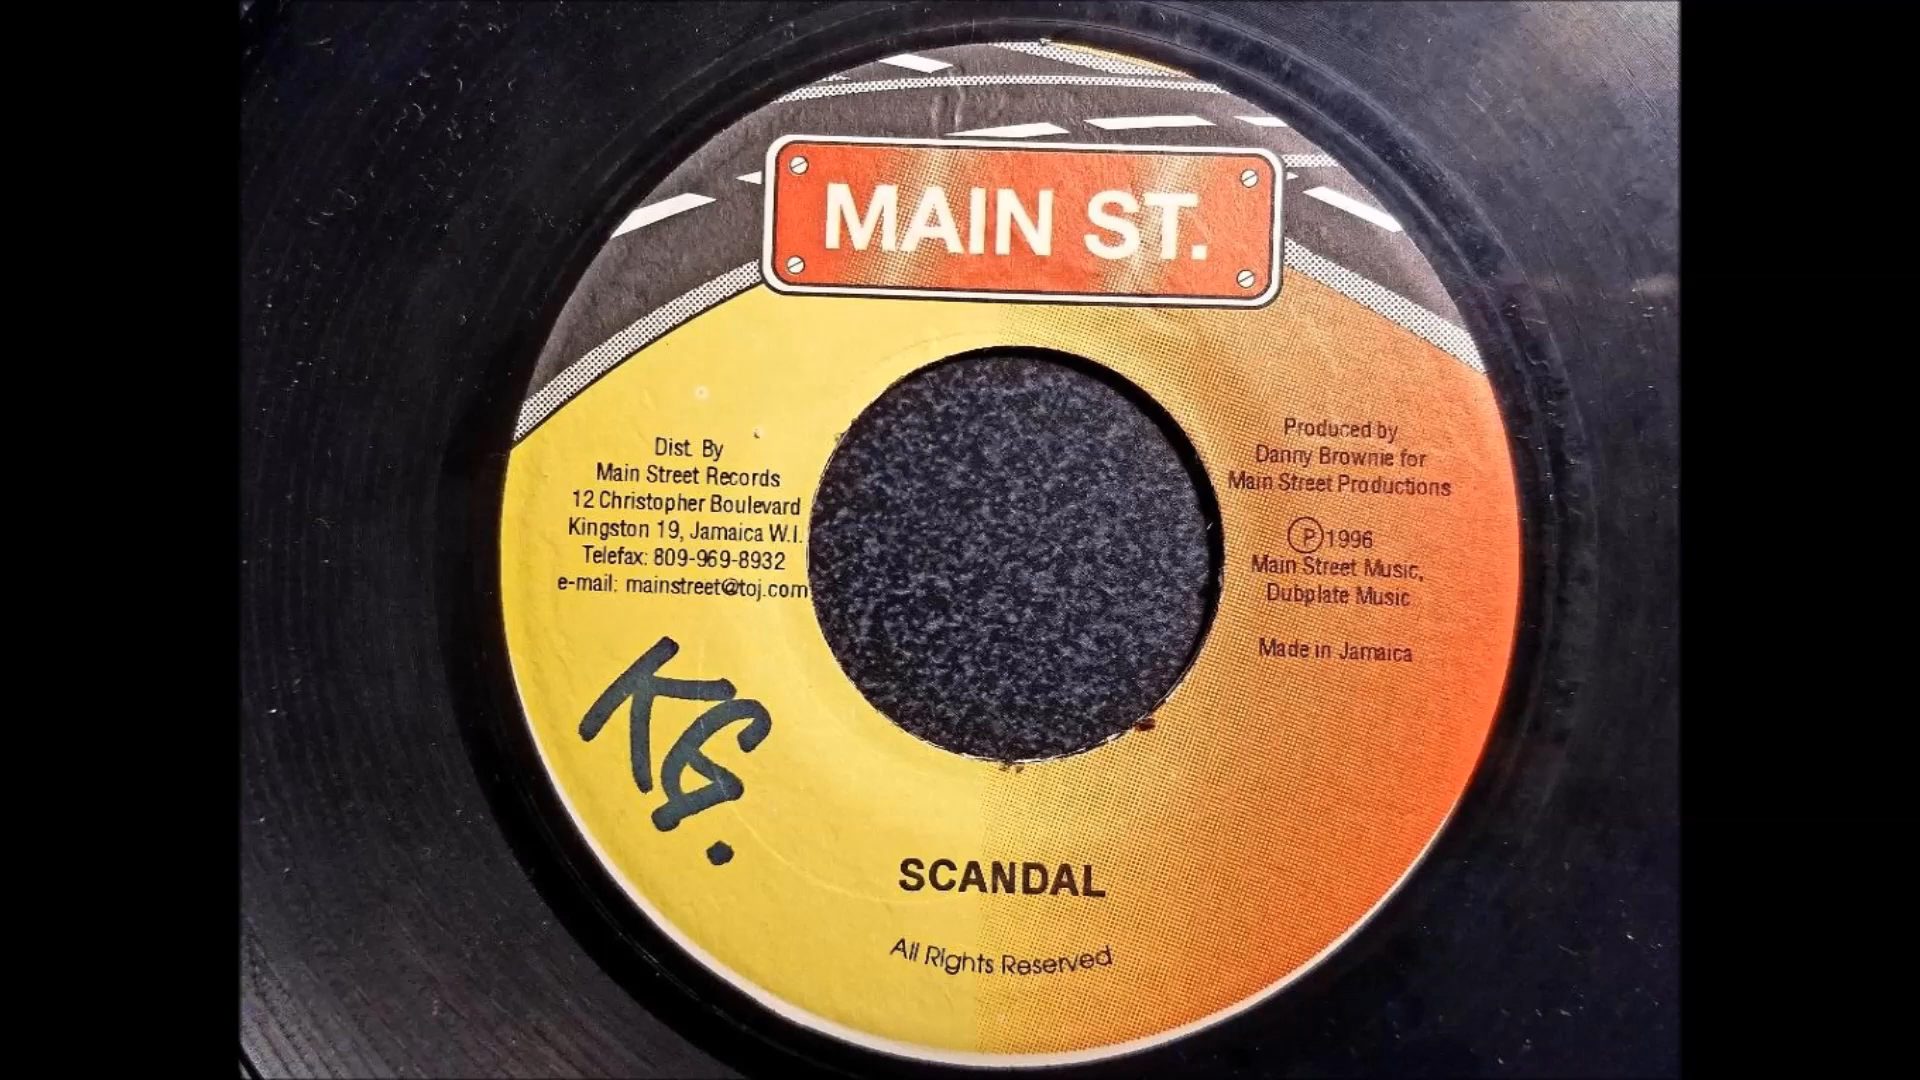 MAIN ST.
Dist. By
Main Street Records
12 Christopher Boulevard
Kingston 19, Jamaica W.I.
Telefax: 809-969-8932
e-mail: mainstreet@toj.com
Produced by
Danny Brownie for
Main Street Productions
Ⓟ1996
Main Street Music,
Dubplate Music
Made in Jamaica
SCANDAL
All Rights Reserved